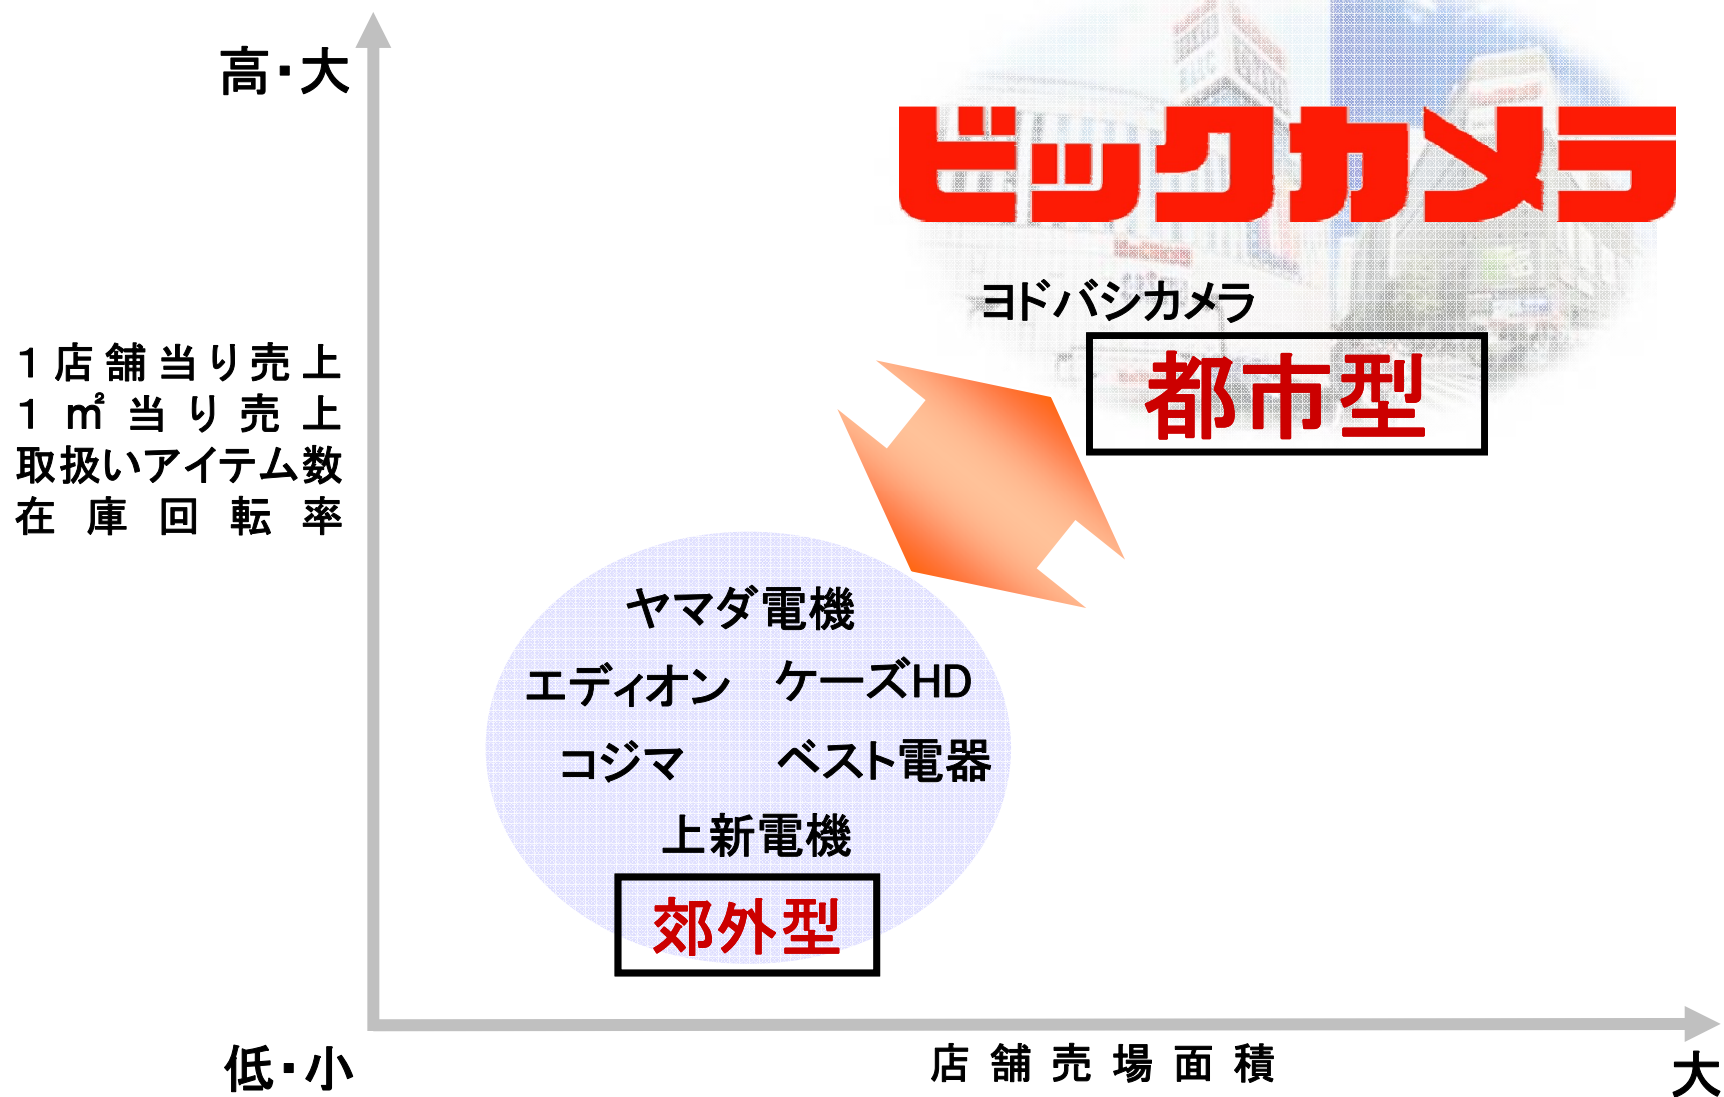 高・大
ビックカメラ
ヨドバシカメラ
都市型
1店舗当り売上
1㎡当り売上
取扱いアイテム数
在庫回転率
ヤマダ電機
エディオン ケーズHD
コジマ ベスト電器
上新電機
郊外型
低・小
店舗売場面積
大